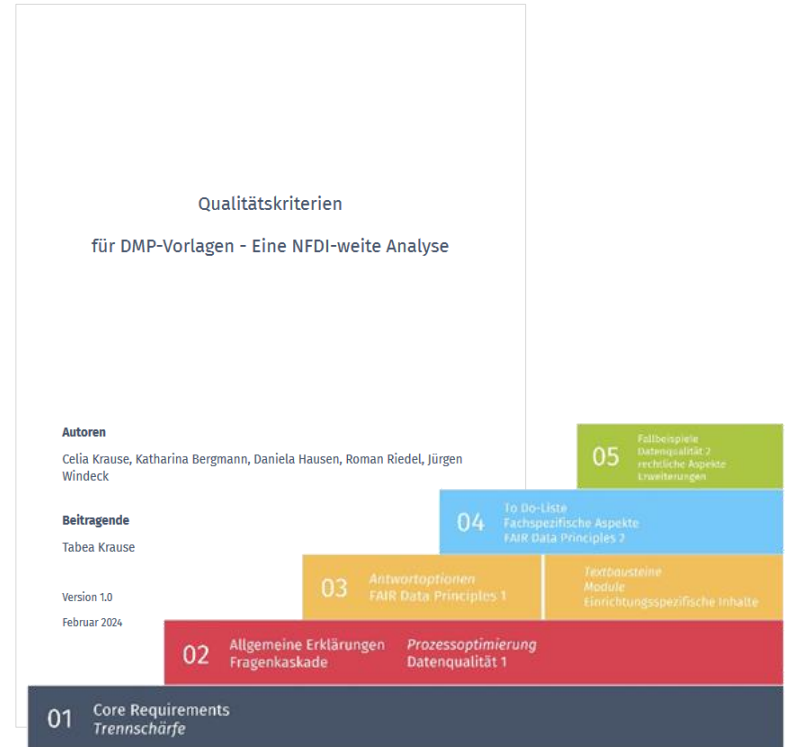 Qualitätskriterien
für DMP-Vorlagen - Eine NFDI-weite Analyse
Autoren
Celia Krause, Katharina Bergmann, Daniela Hausen, Roman Riedel, Jürgen
Windeck
Beitragende
Tabea Krause
Version 1.0
Februar 2024
05
Fallbeispiele
Datenqualität 2
rechtliche Aspekte
Erweiterungen
04
To Do-Liste
Fachspezifische Aspekte
FAIR Data Principles 2
03
Antwortoptionen
FAIR Data Principles 1
Textbausteine
Module
Einrichtungsspezifische Inhalte
02
Allgemeine Erklärungen
Fragenkaskade
Prozessoptimierung
Datenqualität 1
01
Core Requirements
Trennschärfe